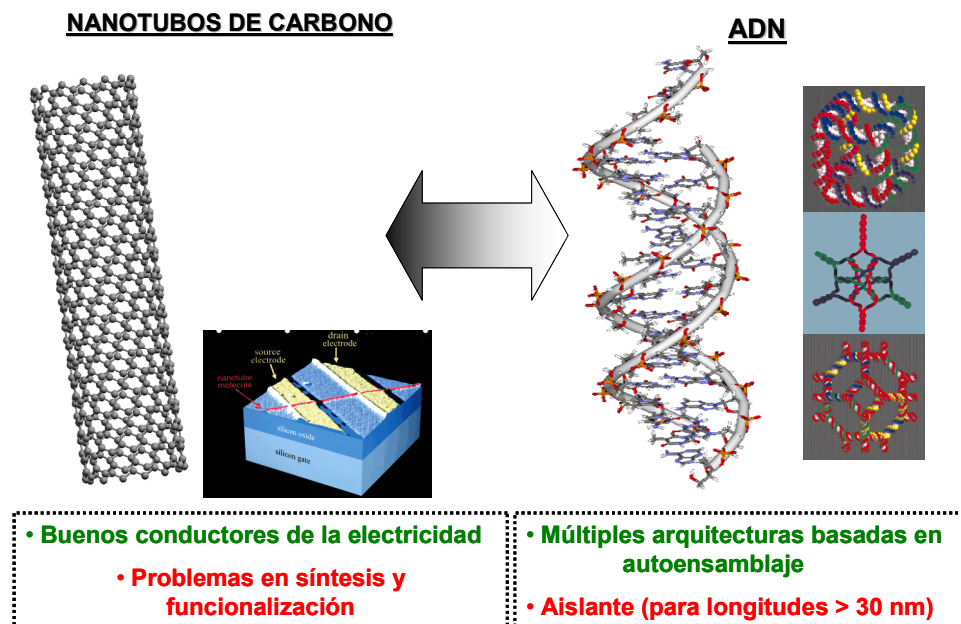 NANOTUBOS DE CARBONO
ADN
drain
electrode
source
electrode
nanotube
molecule
silicon oxide
silicon gate
• Buenos conductores de la electricidad
• Problemas en síntesis y
funcionalización
• Múltiples arquitecturas basadas en
autoensamblaje
• Aislante (para longitudes > 30 nm)